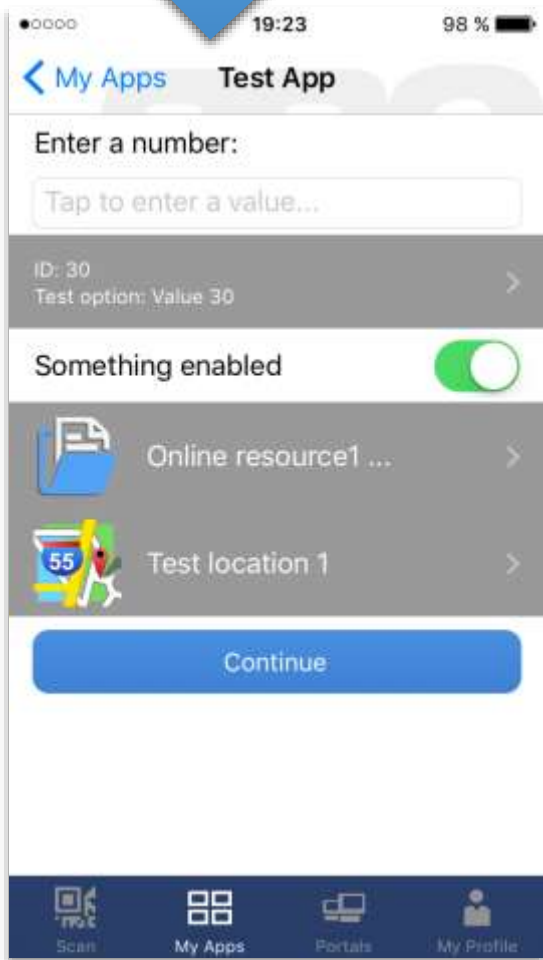 19:23
98 %
My Apps
Test App
Enter a number:
Tap to enter a value...
ID: 30
Test option: Value 30
Something enabled
Online resource1 ...
55
Test location 1
Continue
Scan
My Apps
Portals
My Profile